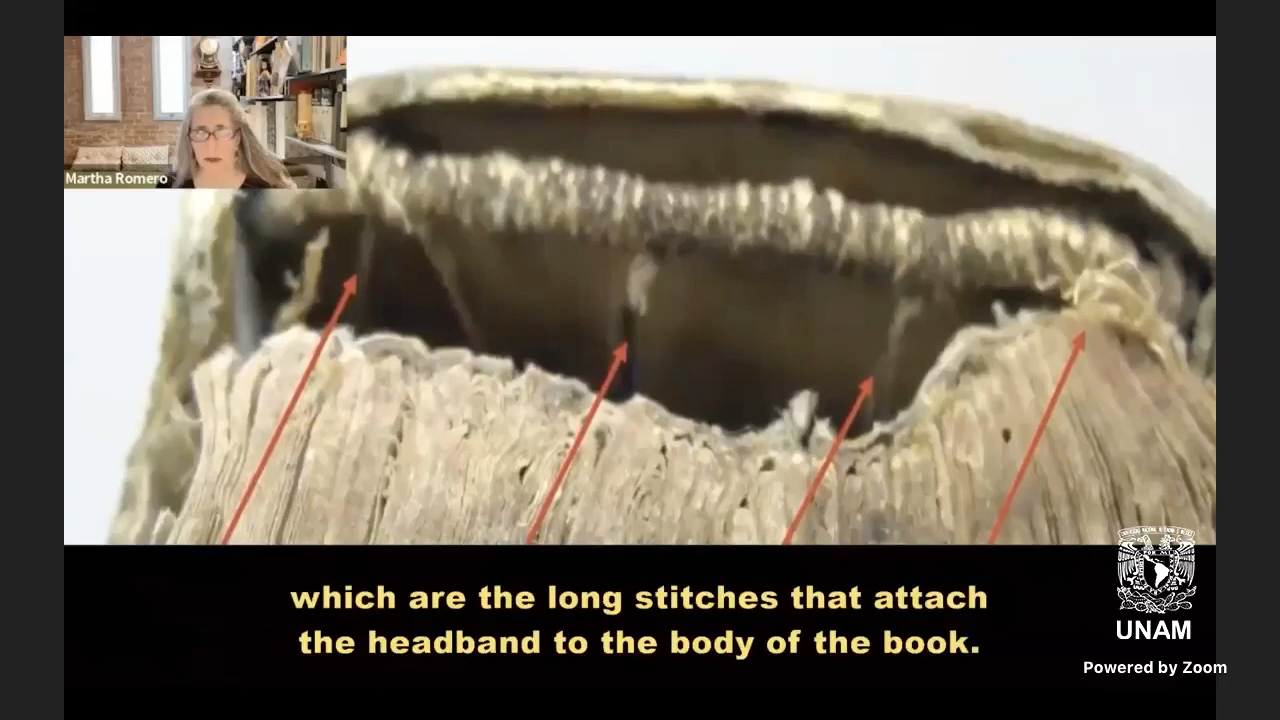 Martha Romero
which are the long stitches that attach
the headband to the body of the book.
UNAM
Powered by Zoom